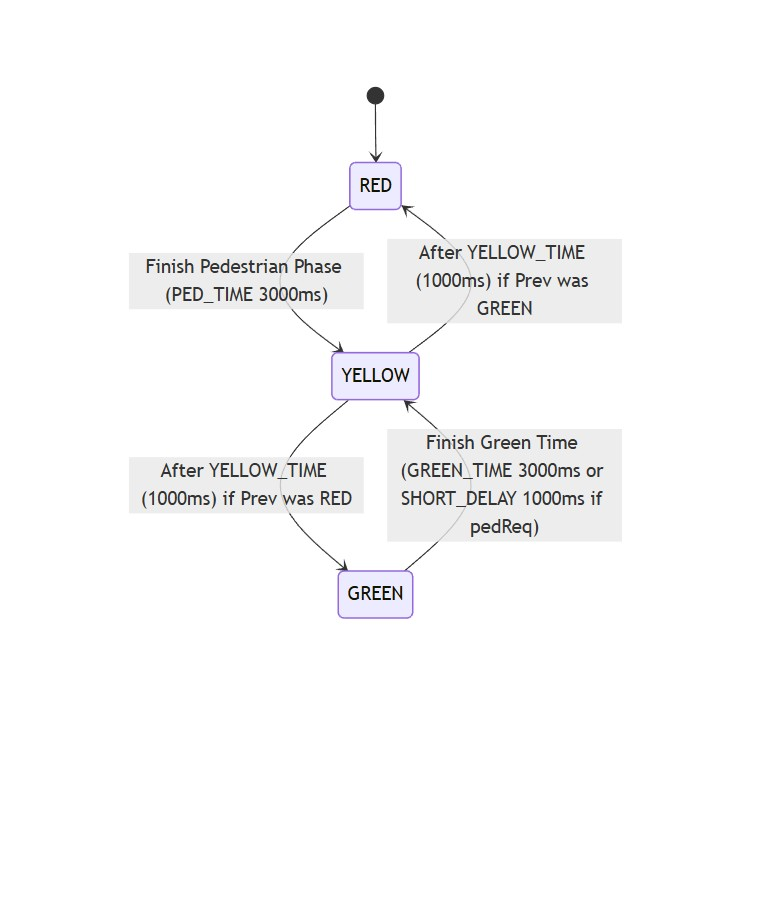 RED
Finish Pedestrian Phase
(PED_TIME 3000ms)
After YELLOW_TIME
(1000ms) if Prev was
GREEN
YELLOW
After YELLOW_TIME
(1000ms) if Prev was RED
Finish Green Time
(GREEN_TIME 3000ms or
SHORT_DELAY 1000ms if
pedReq)
GREEN